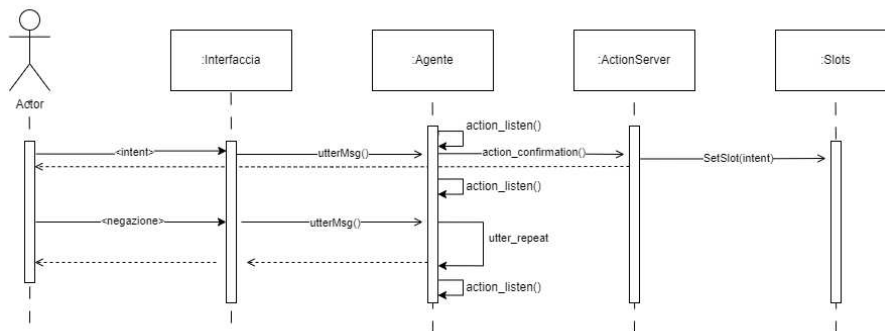 :Interfaccia
:Agente
:ActionServer
:Slots
Actor
action_listen()
<intent>
utterMsg()
action_confirmation()
SetSlot(intent)
action_listen()
<negazione>
utterMsg()
utter_repeat
action_listen()